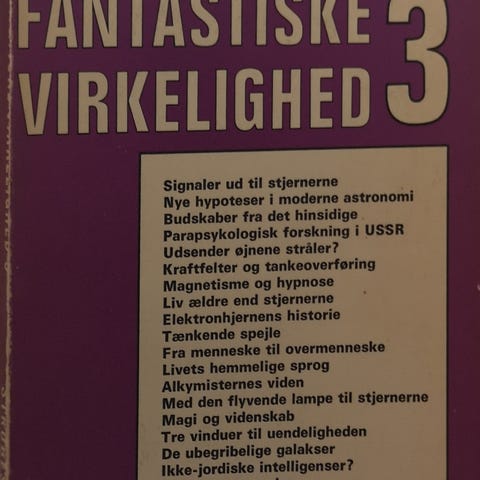 FANTASTISKE
VIRKELIGHED 3
Signaler ud til stjernerne
Nye hypoteser i moderne astronomi
Budskaber fra det hinsidige
Parapsykologisk forskning i USSR
Udsender øjnene stråler?
Kraftfelter og tankeoverføring
Magnetisme og hypnose
Liv ældre end stjernerne
Elektronhjernens historie
Tænkende spejle
Fra menneske til overmenneske
Livets hemmelige sprog
Alkymisternes viden
Med den flyvende lampe til stjernerne
Magi og videnskab
Tre vinduer til uendeligheden
De ubegribelige galakser
Ikke-jordiske intelligenser?